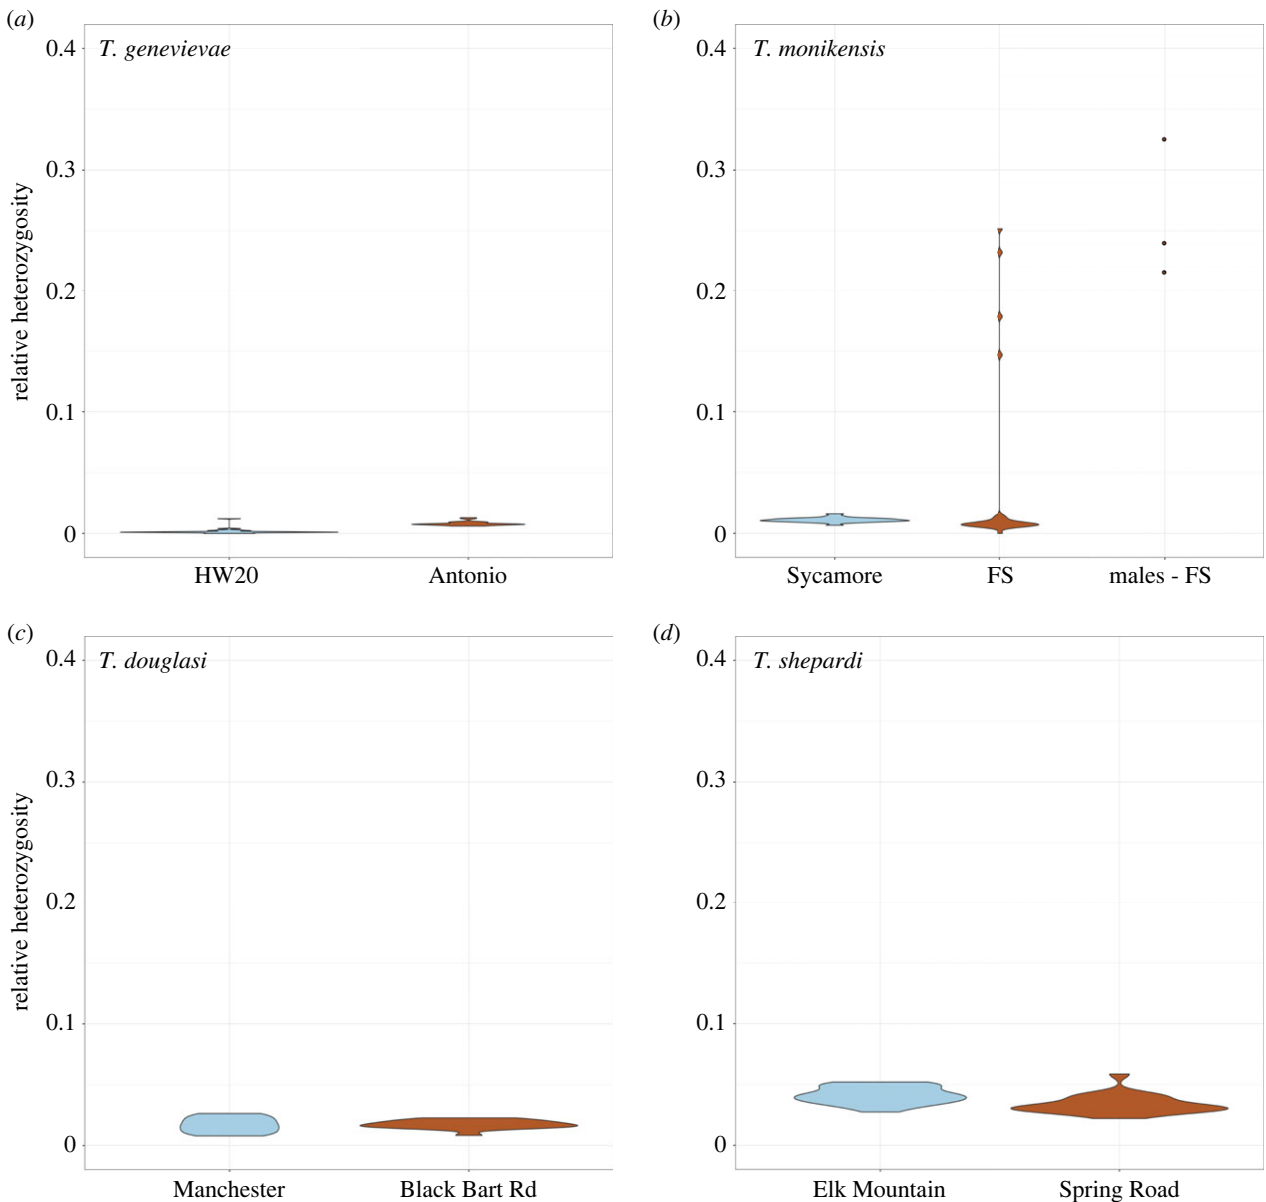 (a)
T. genevievae
0.4
0.3
0.2
0.1
0
relative heterozygosity
HW20 Antonio
(b)
T. monikensis
0.4
0.3
0.2
0.1
0
Sycamore FS males - FS
(c)
T. douglasi
0.4
0.3
0.2
0.1
0
relative heterozygosity
Manchester Black Bart Rd
(d)
T. shepardi
0.4
0.3
0.2
0.1
0
Elk Mountain Spring Road